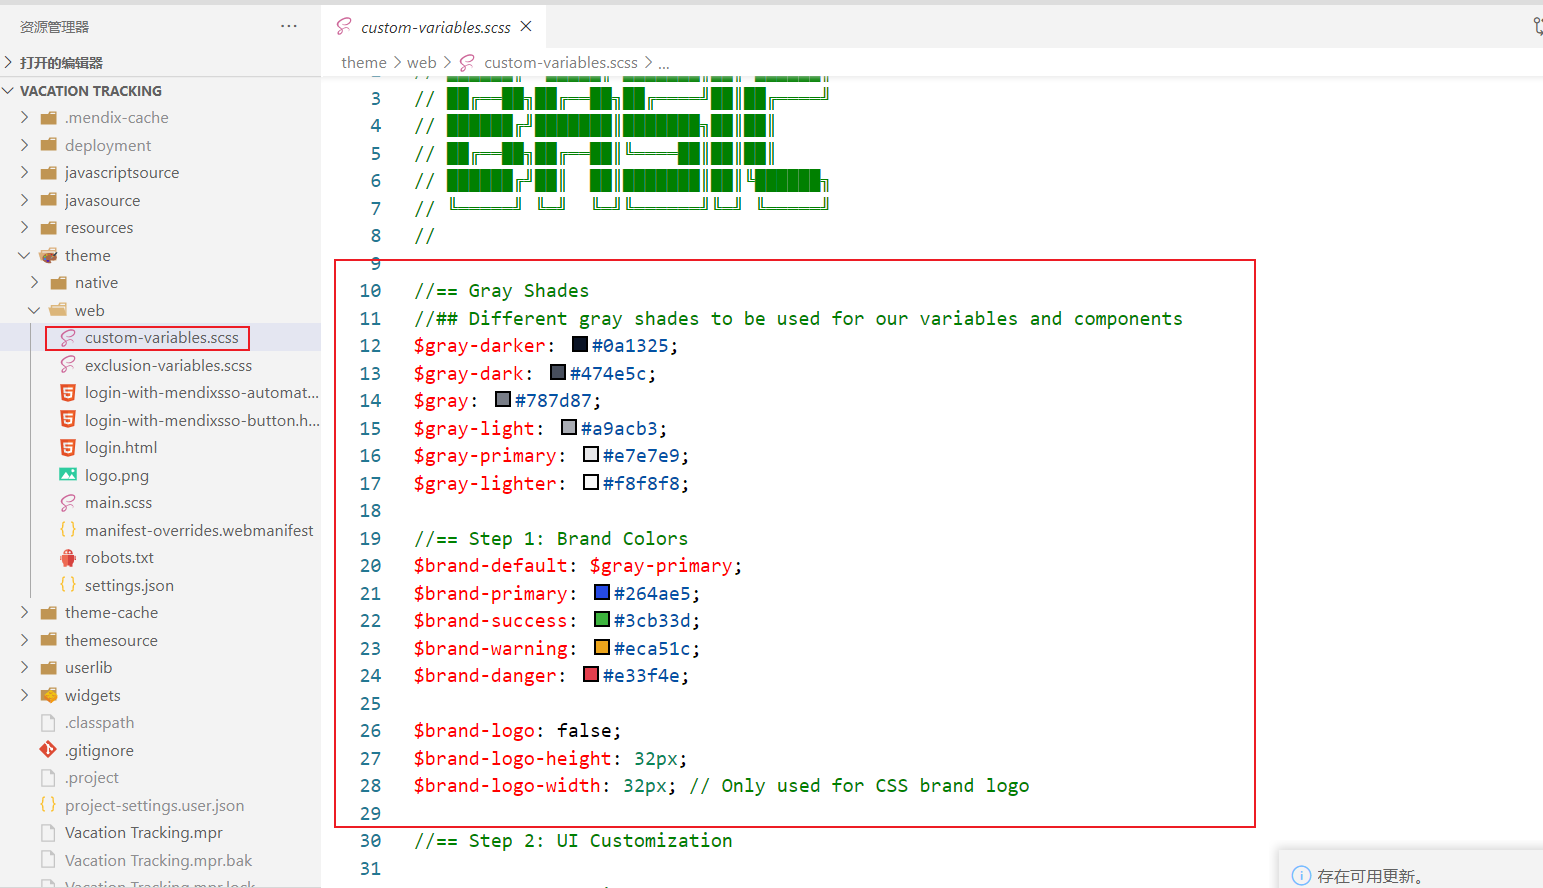 资源管理器
打开的编辑器
VACATION TRACKING
.mendix-cache
deployment
javascriptsource
javasource
resources
theme
native
web
custom-variables.scss
exclusion-variables.scss
login-with-mendixsso-automat...
login-with-mendixsso-button.h...
login.html
logo.png
main.scss
manifest-overrides.webmanifest
robots.txt
settings.json
theme-cache
themesource
userlib
widgets
.classpath
.gitignore
.project
project-settings.user.json
Vacation Tracking.mpr
Vacation Tracking.mpr.bak
Vacation Tracking.mpr.lock
custom-variables.scss
theme > web > custom-variables.scss > ...
3 // ██╔══██╗██╔══██╗██╔════╝██║██╔════╝
4 // ██████╔╝███████║███████╗██║██║
5 // ██╔══██╗██╔══██║╚════██║██║██║
6 // ██████╔╝██║  ██║███████║██║╚██████╗
7 // ╚═════╝ ╚═╝  ╚═╝╚══════╝╚═╝ ╚═════╝
8 //
9
10 //== Gray Shades
11 //## Different gray shades to be used for our variables and components
12 $gray-darker: #0a1325;
13 $gray-dark: #474e5c;
14 $gray: #787d87;
15 $gray-light: #a9acb3;
16 $gray-primary: #e7e7e9;
17 $gray-lighter: #f8f8f8;
18
19 //== Step 1: Brand Colors
20 $brand-default: $gray-primary;
21 $brand-primary: #264ae5;
22 $brand-success: #3cb33d;
23 $brand-warning: #eca51c;
24 $brand-danger: #e33f4e;
25
26 $brand-logo: false;
27 $brand-logo-height: 32px;
28 $brand-logo-width: 32px; // Only used for CSS brand logo
29
30 //== Step 2: UI Customization
31
存在可用更新。